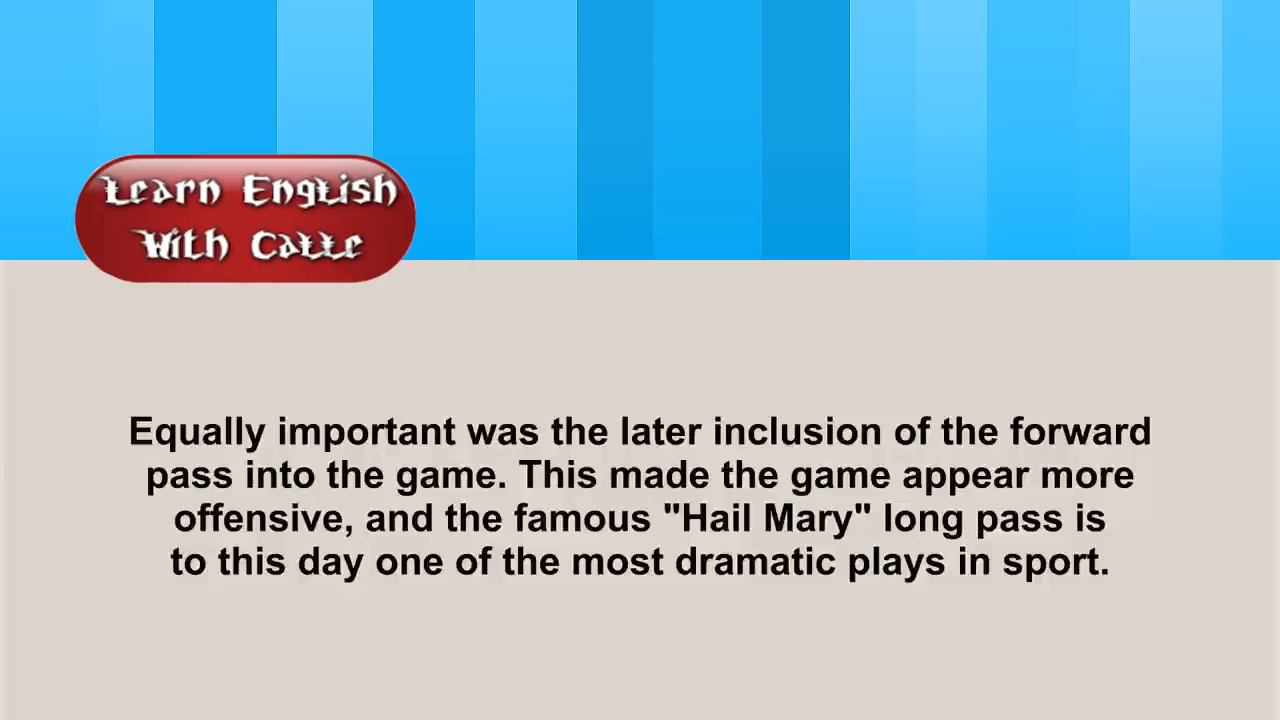 Learn English
With Calle
Equally important was the later inclusion of the forward
pass into the game. This made the game appear more
offensive, and the famous "Hail Mary" long pass is
to this day one of the most dramatic plays in sport.